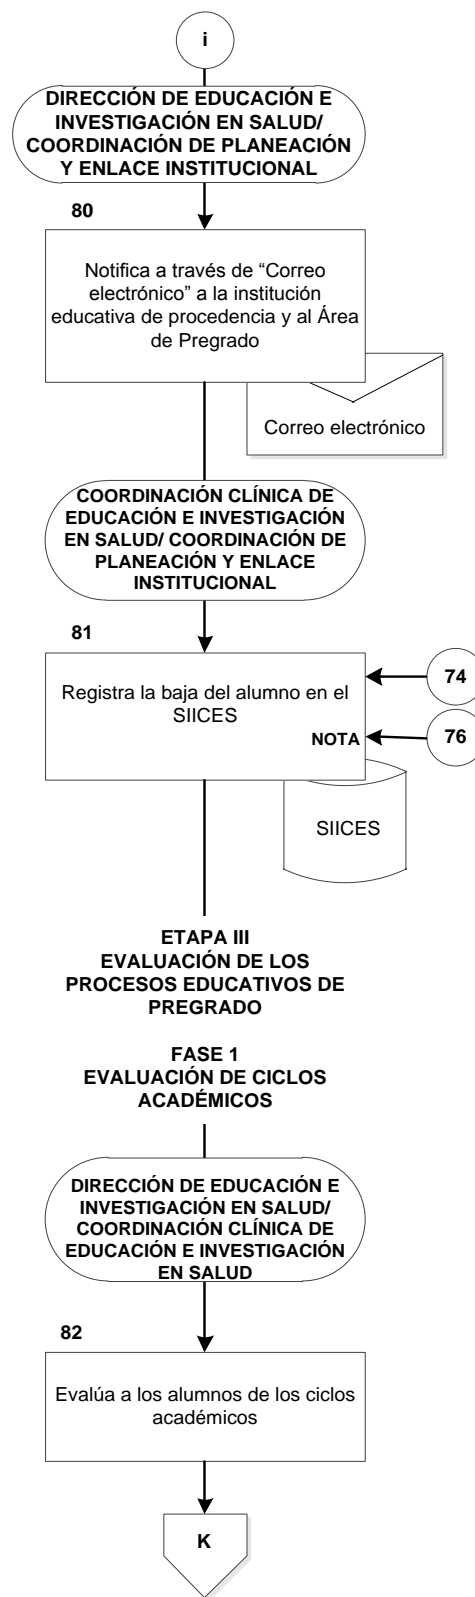 i
DIRECCIÓN DE EDUCACIÓN E
INVESTIGACIÓN EN SALUD/
COORDINACIÓN DE PLANEACIÓN
Y ENLACE INSTITUCIONAL
80
Notifica a través de “Correo
electrónico” a la institución
educativa de procedencia y al Área
de Pregrado
Correo electrónico
COORDINACIÓN CLÍNICA DE
EDUCACIÓN E INVESTIGACIÓN
EN SALUD/ COORDINACIÓN DE
PLANEACIÓN Y ENLACE
INSTITUCIONAL
81
Registra la baja del alumno en el
SIICES
74
NOTA
76
SIICES
ETAPA III
EVALUACIÓN DE LOS
PROCESOS EDUCATIVOS DE
PREGRADO
FASE 1
EVALUACIÓN DE CICLOS
ACADÉMICOS
DIRECCIÓN DE EDUCACIÓN E
INVESTIGACIÓN EN SALUD/
COORDINACIÓN CLÍNICA DE
EDUCACIÓN E INVESTIGACIÓN
EN SALUD
82
Evalúa a los alumnos de los ciclos
académicos
K